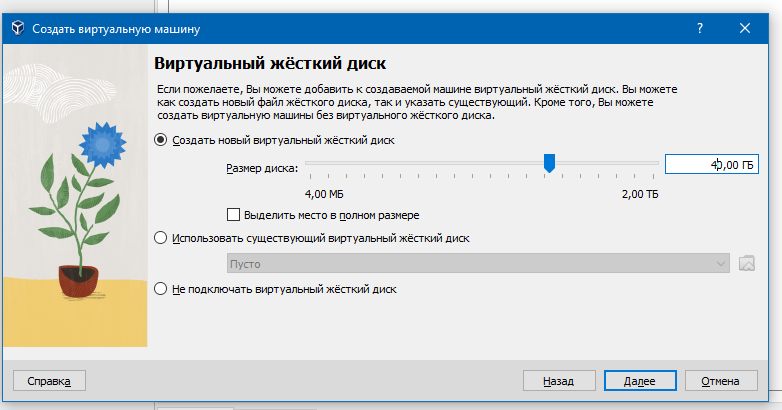 Создать виртуальную машину
Виртуальный жёсткий диск
Если пожелаете, Вы можете добавить к создаваемой машине виртуальный жёсткий диск. Вы можете
как создать новый файл жёсткого диска, так и указать существующий. Кроме того, Вы можете
создать виртуальную машины без виртуального жёсткого диска.
Создать новый виртуальный жёсткий диск
Размер диска:
40,00 ГБ
4,00 МБ
2,00 ТБ
Выделить место в полном размере
Использовать существующий виртуальный жёсткий диск
Пусто
Не подключать виртуальный жёсткий диск
Справка
Назад
Далее
Отмена